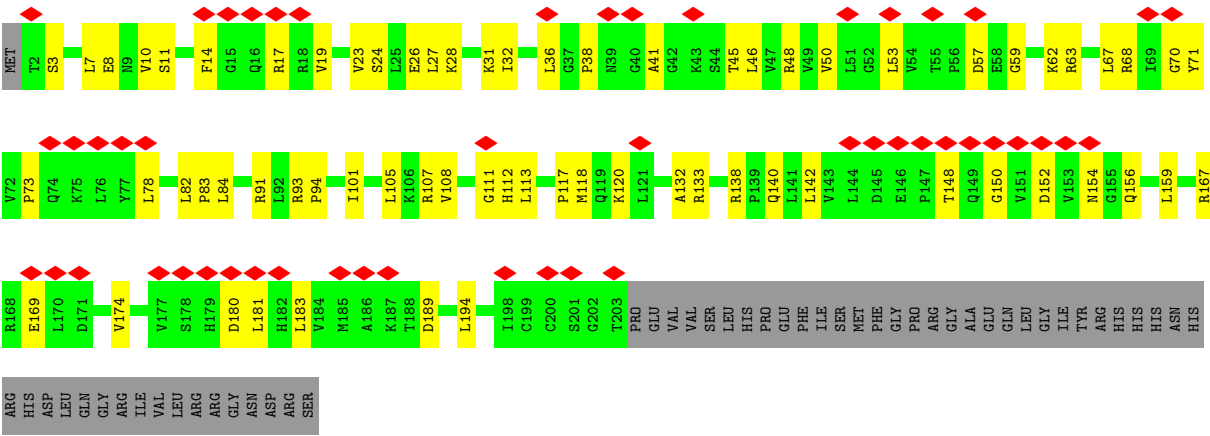 MET T2 S3 L7 E8 N9 V10 S11 F14 G15 Q16 R17 R18 V19 V23 S24 L25 E26 L27 K28 K31 I32 L36 G37 P38 N39 G40 A41 G42 K43 S44 T45 L46 V47 R48 V49 V50 L51 G52 L53 V54 T55 P56 D57 E58 G59 K62 R63 L67 R68 I69 G70 Y71
V72 P73 Q74 K75 L76 Y77 L78 L82 P83 L84 R91 L92 R93 P94 I101 L105 K106 R107 V108 G111 H112 L113 P117 M118 Q119 K120 L121 A132 R133 R138 P139 Q140 L141 L142 V143 L144 D145 E146 P147 T148 Q149 G150 V151 D152 V153 N154 G155 Q156 L159 R167
R168 E169 L170 D171 V174 V177 S178 H179 D180 L181 H182 L183 V184 M185 A186 K187 T188 D189 L194 I198 C199 C200 S201 G202 T203 PRO GLU VAL VAL SER LEU HIS PRO GLU PHE ILE SER MET PHE GLY PRO ARG GLY ALA GLU GLN LEU GLY ILE TYR ARG HIS HIS HIS ASN HIS
ARG HIS ASP LEU GLN GLY ARG ILE VAL LEU ARG ARG GLY ASN ASP ARG SER